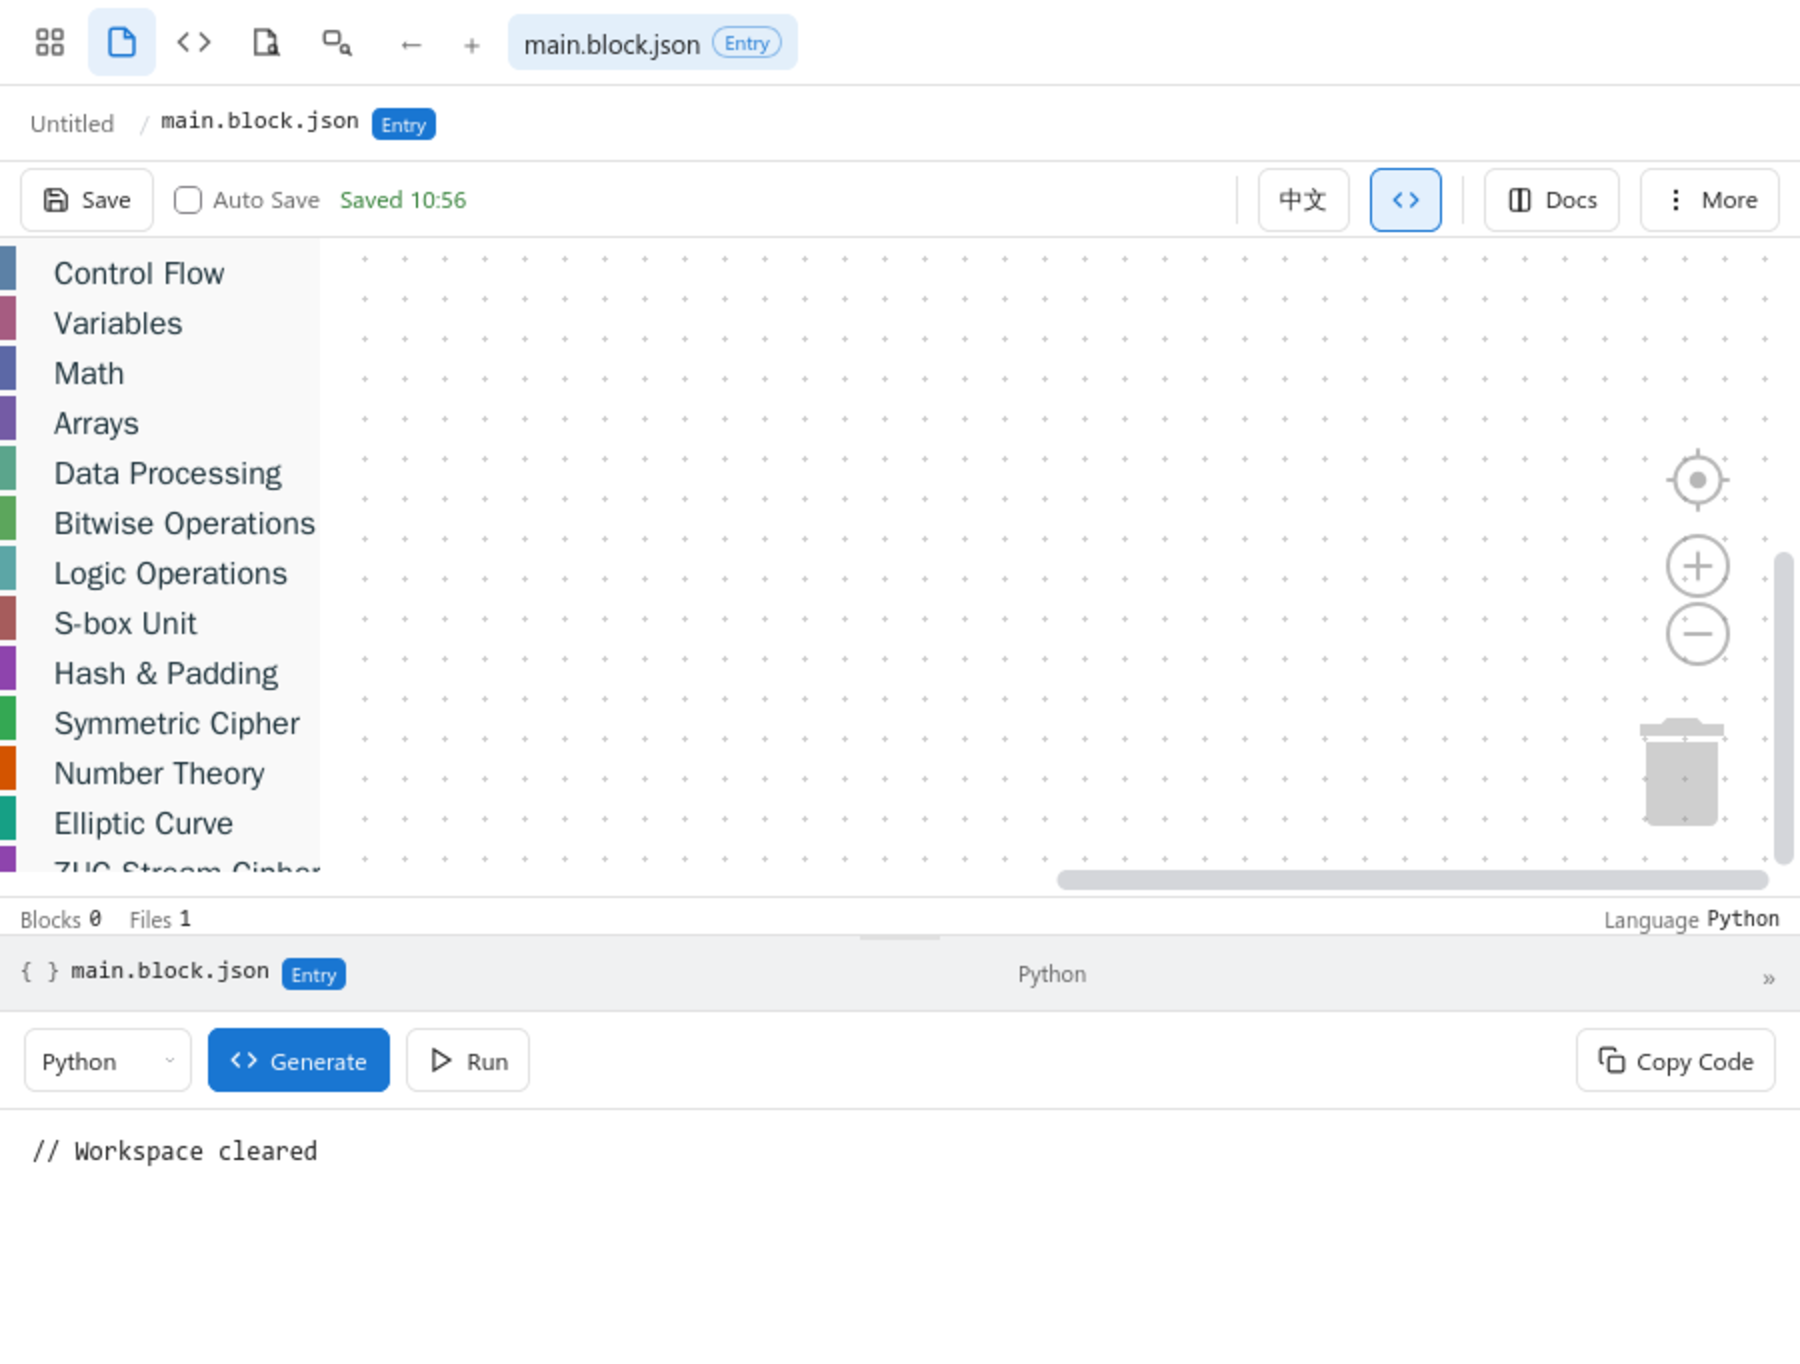 main.block.json Entry
Untitled / main.block.json Entry
Save Auto Save Saved 10:56 中文 <> Docs More
Control Flow
Variables
Math
Arrays
Data Processing
Bitwise Operations
Logic Operations
S-box Unit
Hash & Padding
Symmetric Cipher
Number Theory
Elliptic Curve
ZUC Stream Cipher
Blocks 0 Files 1 Language Python
{ } main.block.json Entry Python »
Python <> Generate Run Copy Code
// Workspace cleared